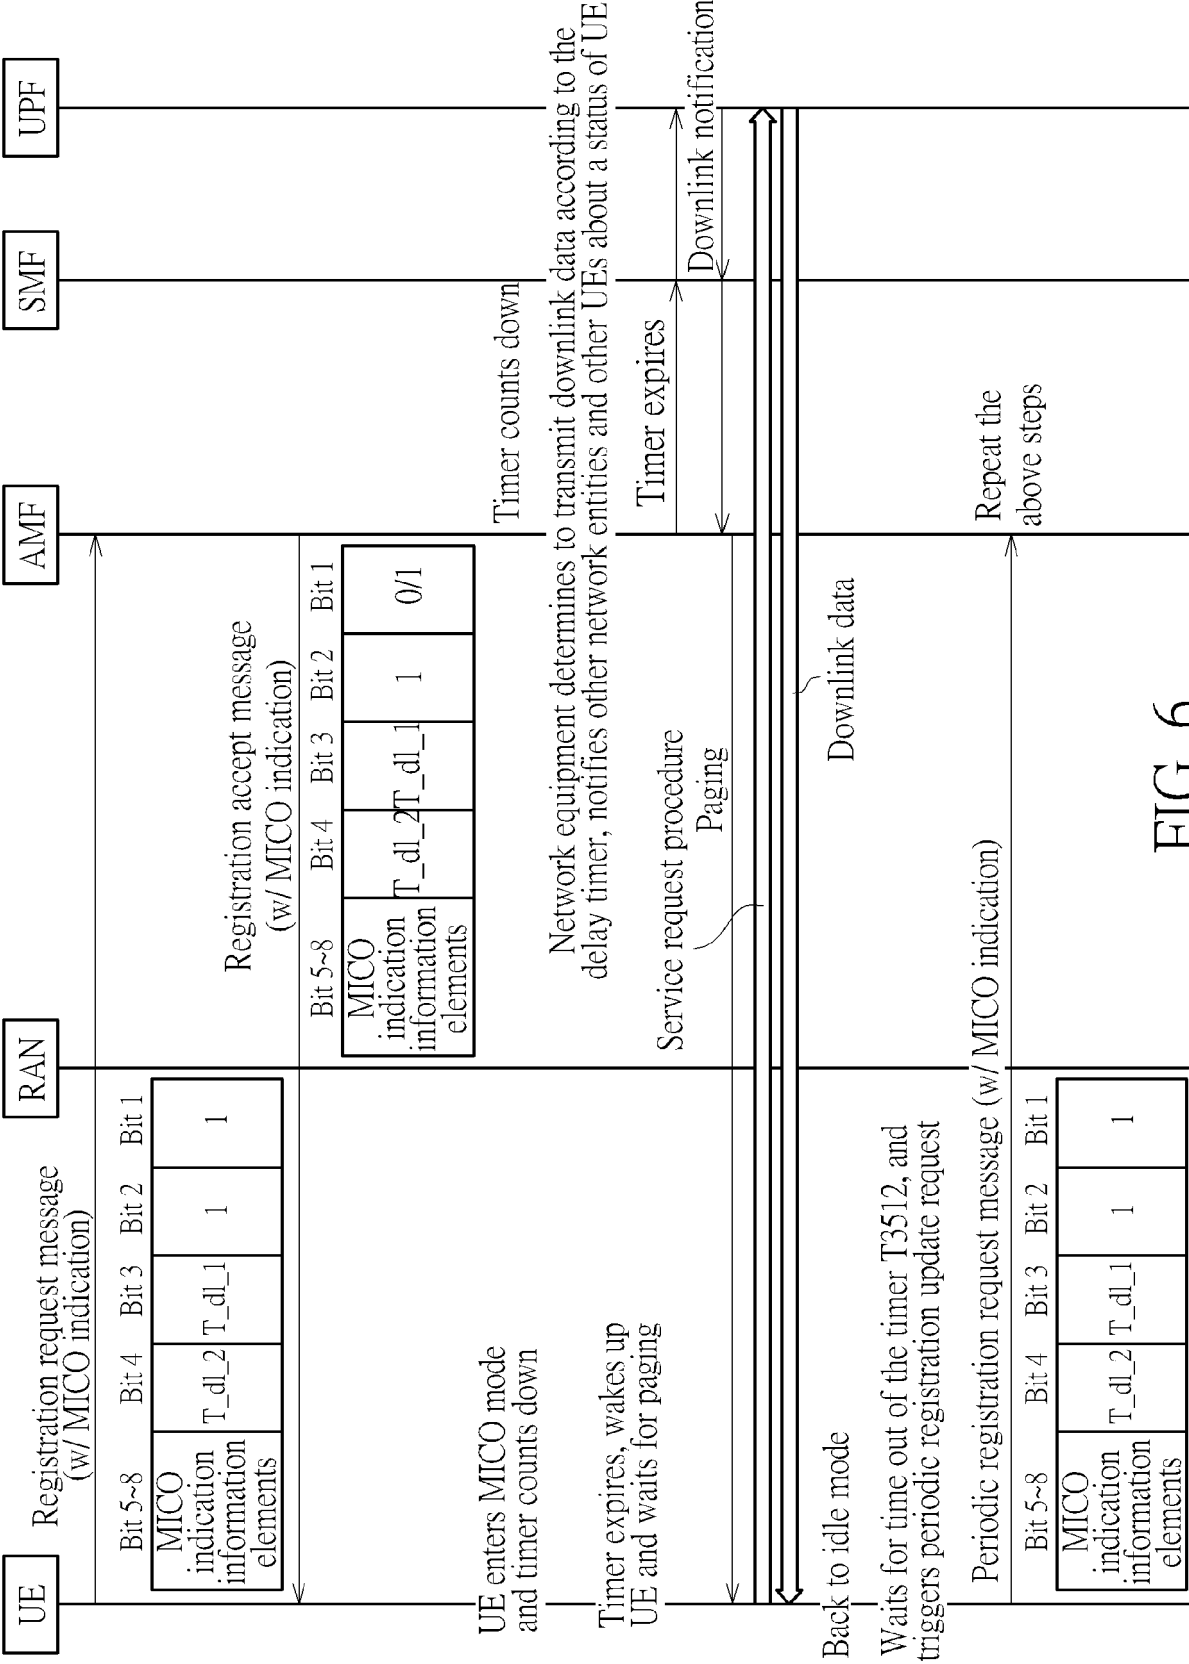 UE
RAN
AMF
SMF
UPF
Registration request message
(w/ MICO indication)
Bit 5~8
Bit 4
Bit 3
Bit 2
Bit 1
MICO
indication
information
elements
T_dl_2
T_dl_1
1
1
Registration accept message
(w/ MICO indication)
Bit 5~8
Bit 4
Bit 3
Bit 2
Bit 1
MICO
indication
information
elements
T_dl_2
T_dl_1
1
0/1
UE enters MICO mode
and timer counts down
Timer counts down
Network equipment determines to transmit downlink data according to the
delay timer, notifies other network entities and other UEs about a status of UE
Timer expires, wakes up
UE and waits for paging
Timer expires
Downlink notification
Service request procedure
Paging
Downlink data
Back to idle mode
Waits for time out of the timer T3512, and
triggers periodic registration update request
Periodic registration request message (w/ MICO indication)
Repeat the
above steps
Bit 5~8
Bit 4
Bit 3
Bit 2
Bit 1
MICO
indication
information
elements
T_dl_2
T_dl_1
1
1
FIG. 6